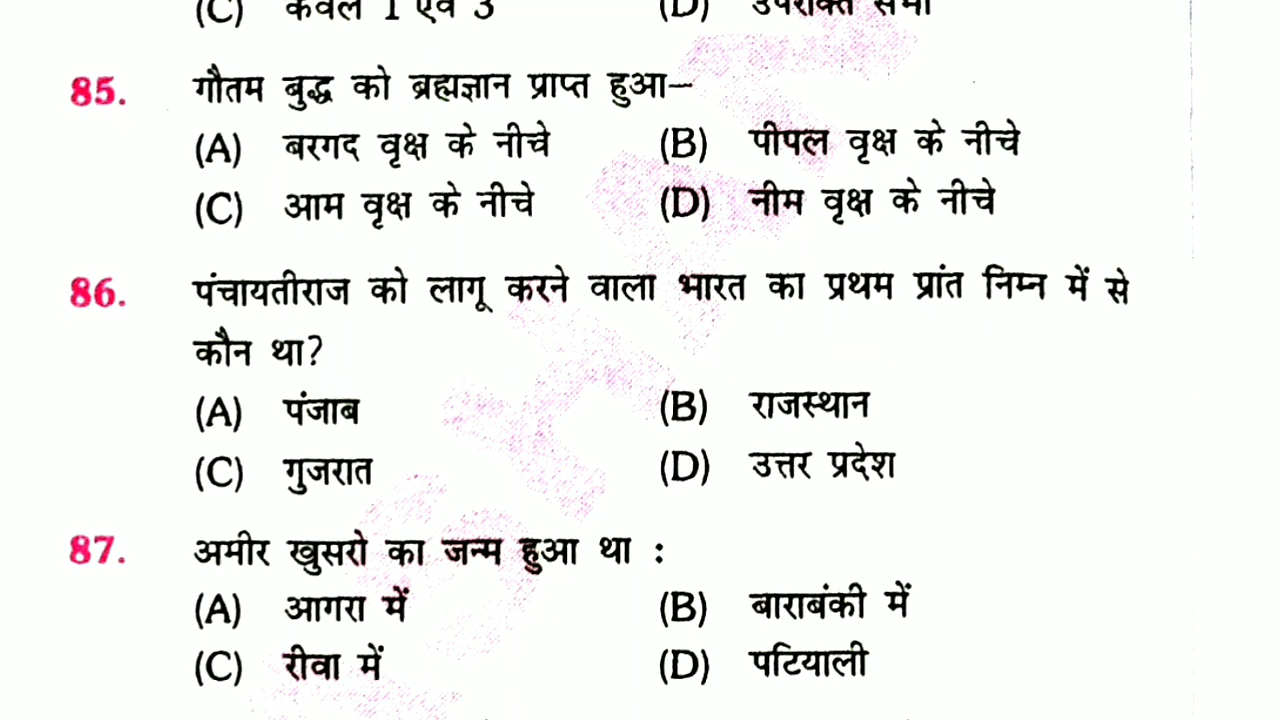 (C) केवल 1 एवं 3 (D) उपरोक्त सभी
85. गौतम बुद्ध को ब्रह्मज्ञान प्राप्त हुआ—
(A) बरगद वृक्ष के नीचे (B) पीपल वृक्ष के नीचे
(C) आम वृक्ष के नीचे (D) नीम वृक्ष के नीचे
86. पंचायतीराज को लागू करने वाला भारत का प्रथम प्रांत निम्न में से
कौन था?
(A) पंजाब (B) राजस्थान
(C) गुजरात (D) उत्तर प्रदेश
87. अमीर खुसरो का जन्म हुआ था :
(A) आगरा में (B) बाराबंकी में
(C) रीवा में (D) पटियाली